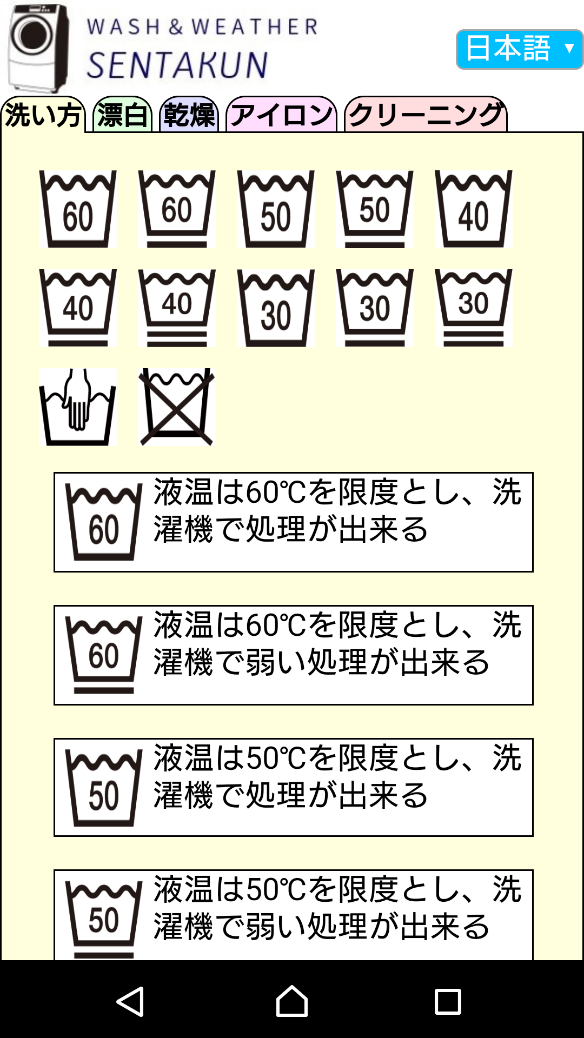 WASH & WEATHER
SENTAKUN
日本語 ▼
洗い方 漂白 乾燥 アイロン クリーニング
60 60 50 50 40
40 40 30 30 30
60 液温は60℃を限度とし、洗
濯機で処理が出来る
60 液温は60℃を限度とし、洗
濯機で弱い処理が出来る
50 液温は50℃を限度とし、洗
濯機で処理が出来る
50 液温は50℃を限度とし、洗
濯機で弱い処理が出来る